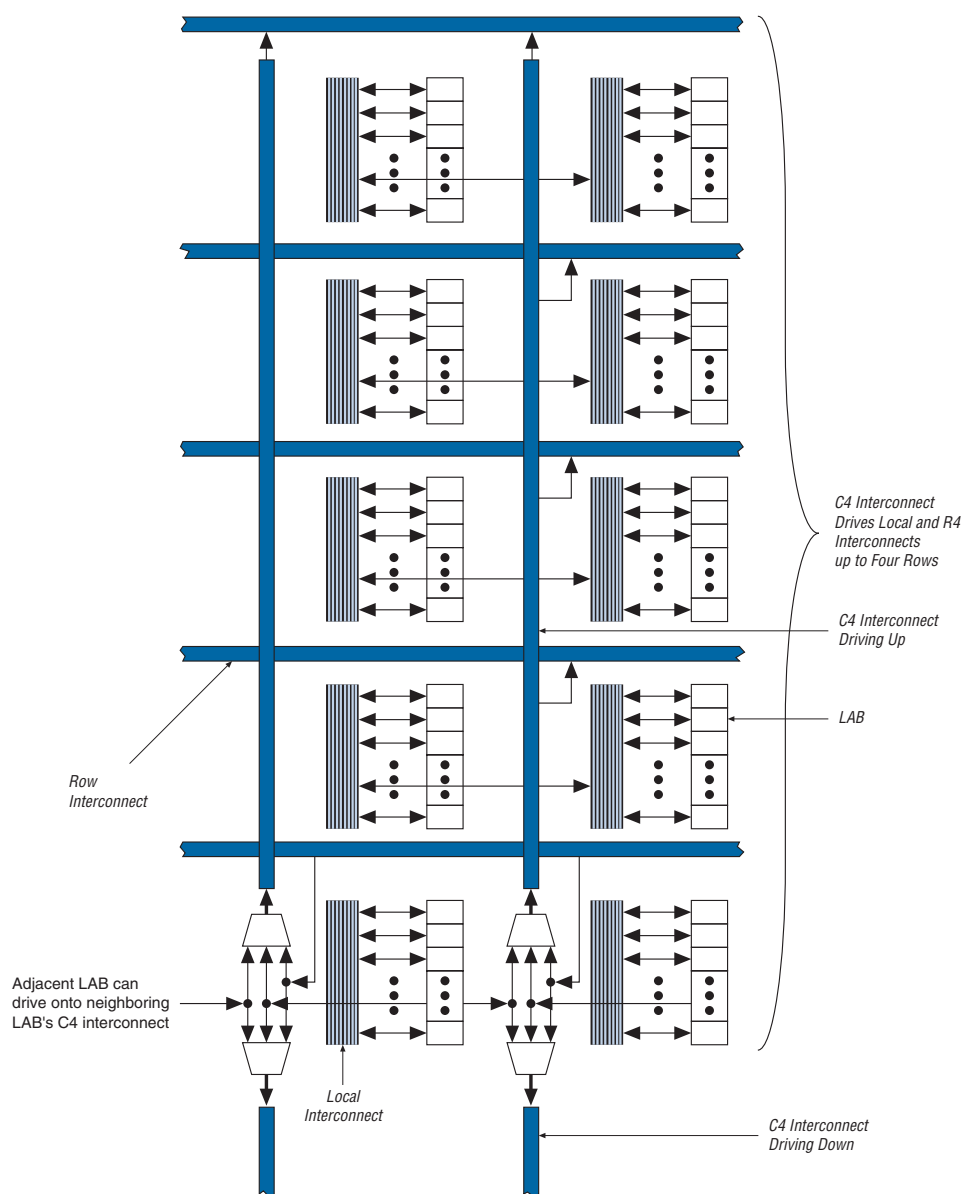 C4 Interconnect
Drives Local and R4
Interconnects
up to Four Rows
C4 Interconnect
Driving Up
LAB
Row
Interconnect
Adjacent LAB can
drive onto neighboring
LAB's C4 interconnect
Local
Interconnect
C4 Interconnect
Driving Down